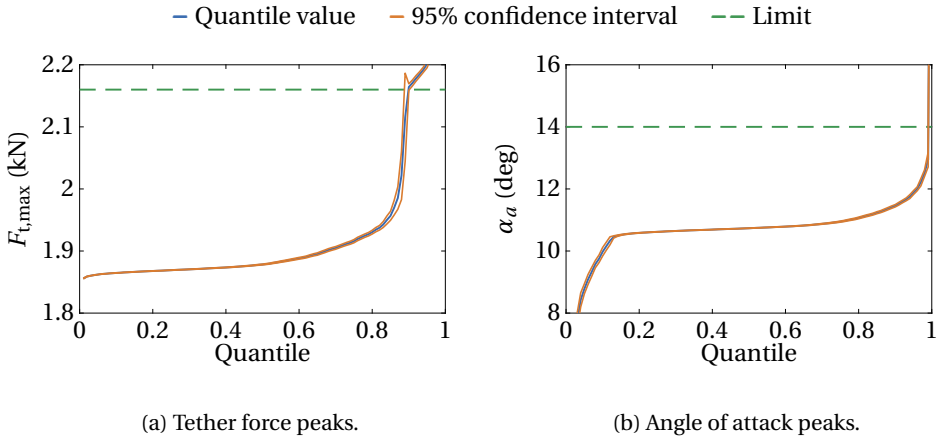 Quantile value 95% confidence interval Limit
F_t,max (kN)
2.2
2.1
2
1.9
1.8
0 0.2 0.4 0.6 0.8 1
Quantile
(a) Tether force peaks.
α_a (deg)
16
14
12
10
8
0 0.2 0.4 0.6 0.8 1
Quantile
(b) Angle of attack peaks.